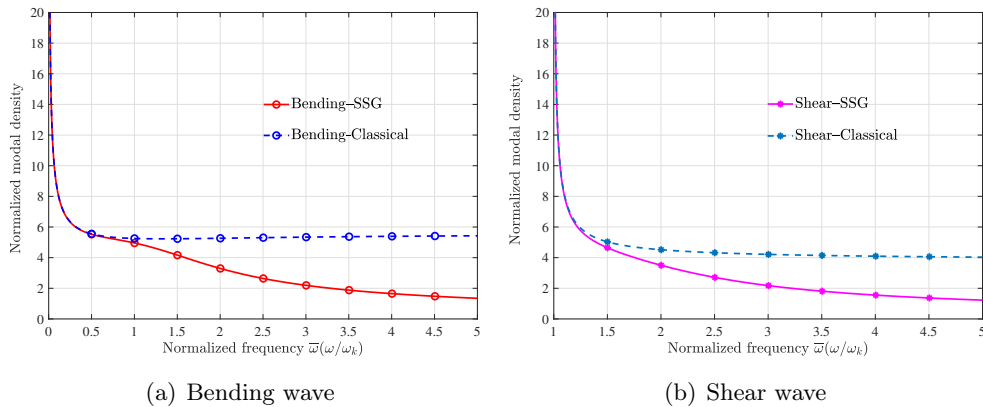 20
18
16
14
12
10
8
6
4
2
0
Normalized modal density
Bending–SSG
Bending-Classical
0 0.5 1 1.5 2 2.5 3 3.5 4 4.5 5
Normalized frequency ω̅(ω/ωₖ)
(a) Bending wave
20
18
16
14
12
10
8
6
4
2
0
Normalized modal density
Shear–SSG
Shear–Classical
1 1.5 2 2.5 3 3.5 4 4.5 5
Normalized frequency ω̅(ω/ωₖ)
(b) Shear wave